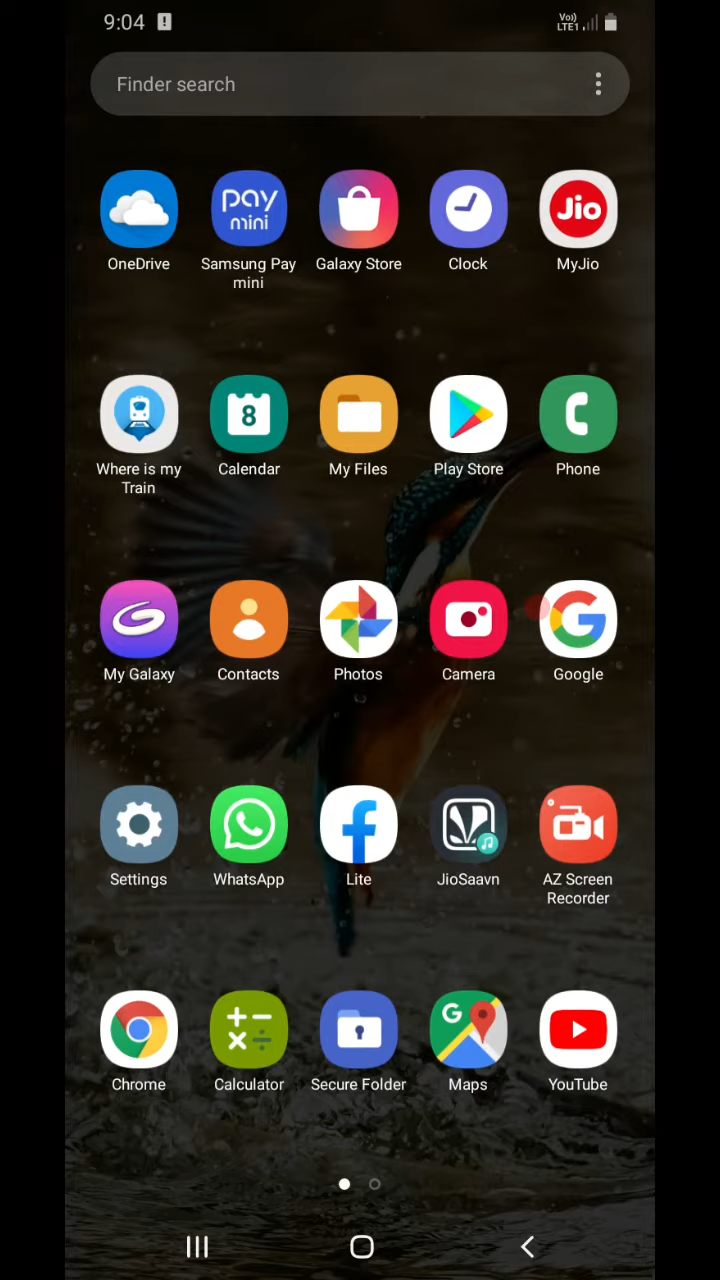 9:04
Vo))
LTE1
Finder search
pay
mini
Jio
OneDrive
Samsung Pay
mini
Galaxy Store
Clock
MyJio
8
Where is my
Train
Calendar
My Files
Play Store
Phone
G
My Galaxy
Contacts
Photos
Camera
Google
f
Settings
WhatsApp
Lite
JioSaavn
AZ Screen
Recorder
G
Chrome
Calculator
Secure Folder
Maps
YouTube